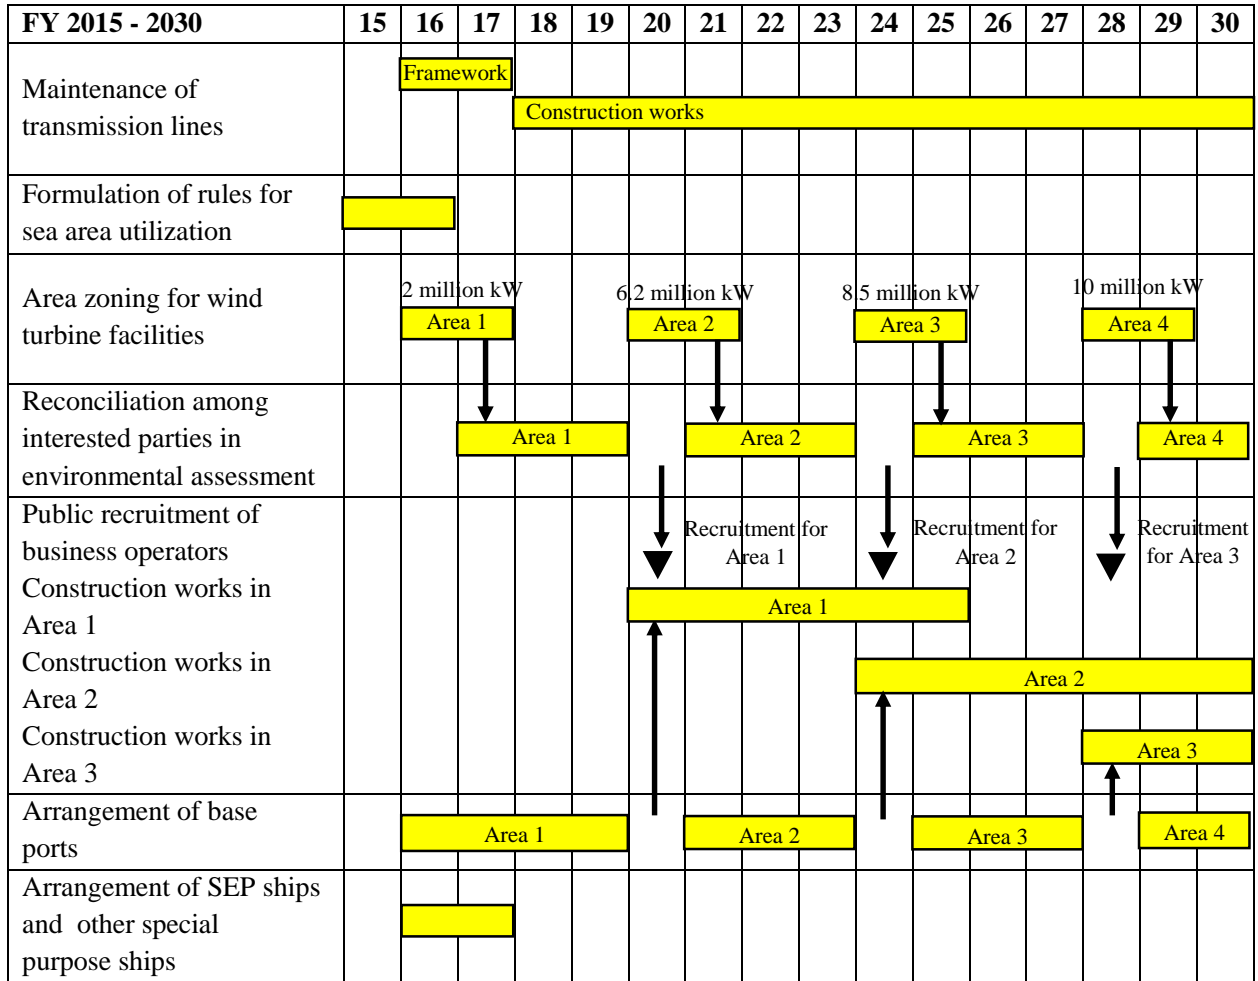 FY 2015 - 2030 15 16 17 18 19 20 21 22 23 24 25 26 27 28 29 30
Maintenance of
transmission lines
Framework
Construction works
Formulation of rules for
sea area utilization
Area zoning for wind
turbine facilities
2 million kW 6.2 million kW 8.5 million kW 10 million kW
Area 1 Area 2 Area 3 Area 4
Reconciliation among
interested parties in
environmental assessment
Area 1 Area 2 Area 3 Area 4
Public recruitment of
business operators
Recruitment for
Area 1
Recruitment for
Area 2
Recruitment
for Area 3
Construction works in
Area 1
Area 1
Construction works in
Area 2
Area 2
Construction works in
Area 3
Area 3
Arrangement of base
ports
Area 1 Area 2 Area 3 Area 4
Arrangement of SEP ships
and other special
purpose ships